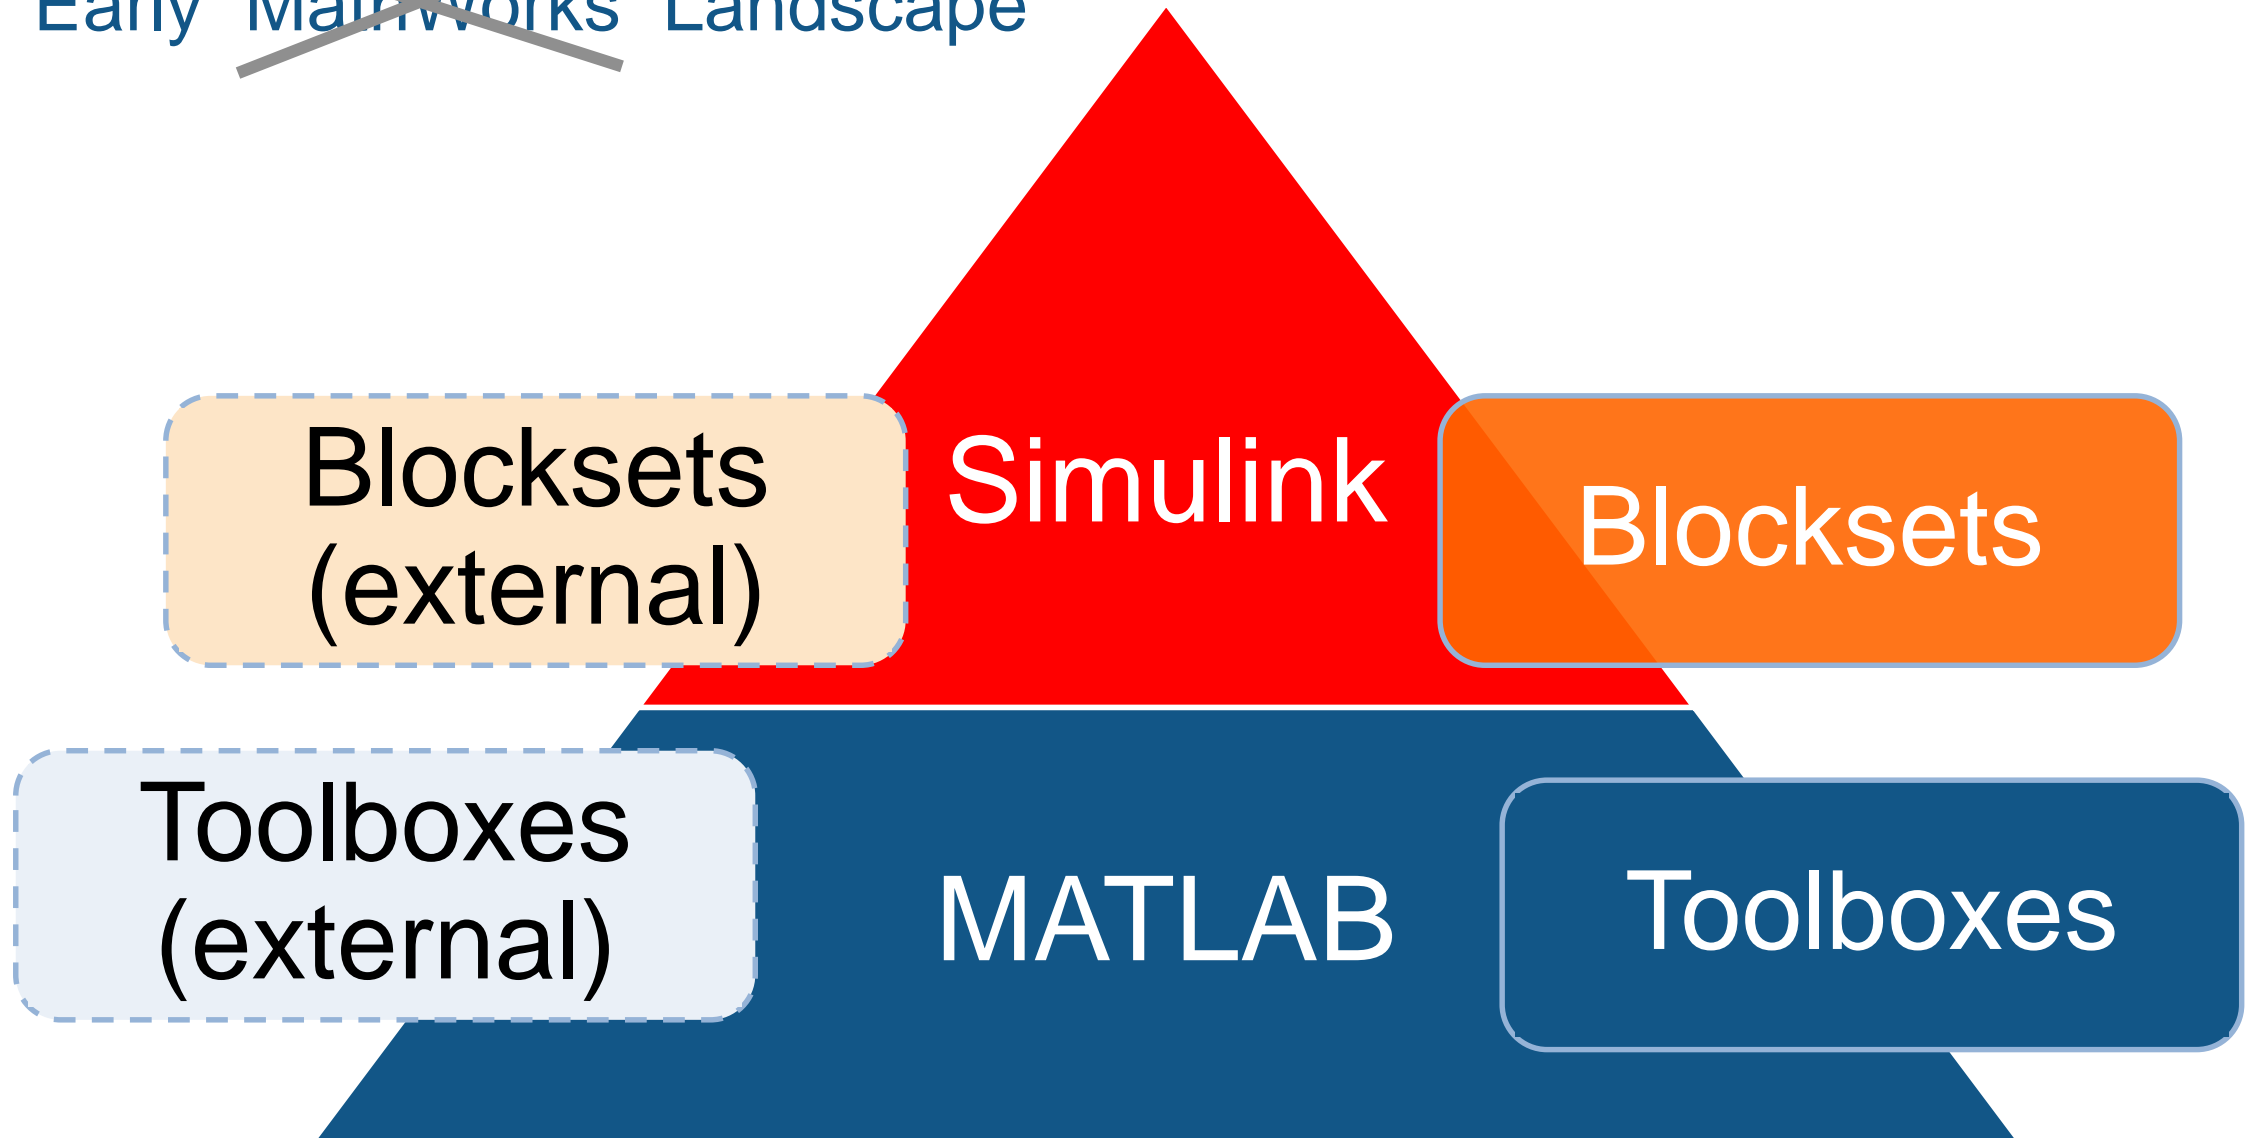 Early MathWorks Landscape
Blocksets
(external)
Simulink
Blocksets
Toolboxes
(external)
MATLAB
Toolboxes